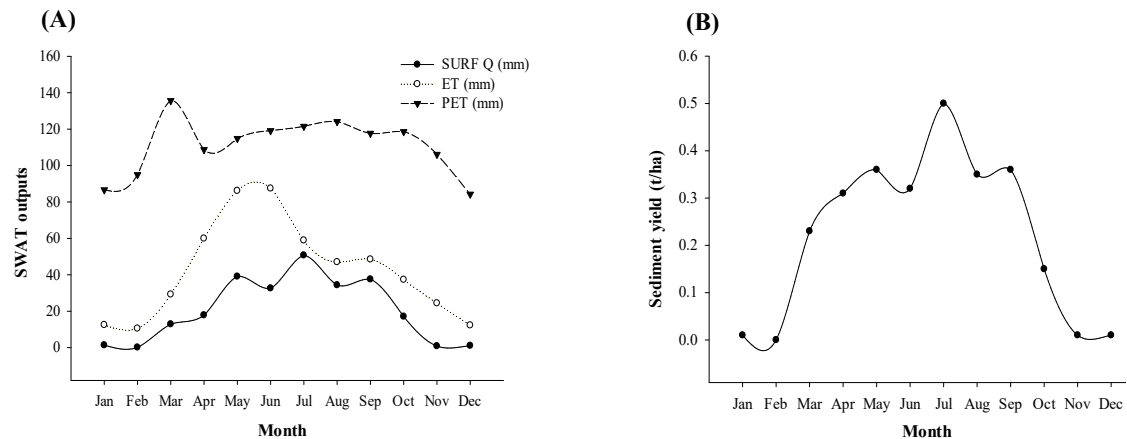 (A)
SWAT outputs
160
140
120
100
80
60
40
20
0
SURF Q (mm)
ET (mm)
PET (mm)
Jan Feb Mar Apr May Jun Jul Aug Sep Oct Nov Dec
Month
(B)
Sediment yield (t/ha)
0.6
0.5
0.4
0.3
0.2
0.1
0.0
Jan Feb Mar Apr May Jun Jul Aug Sep Oct Nov Dec
Month